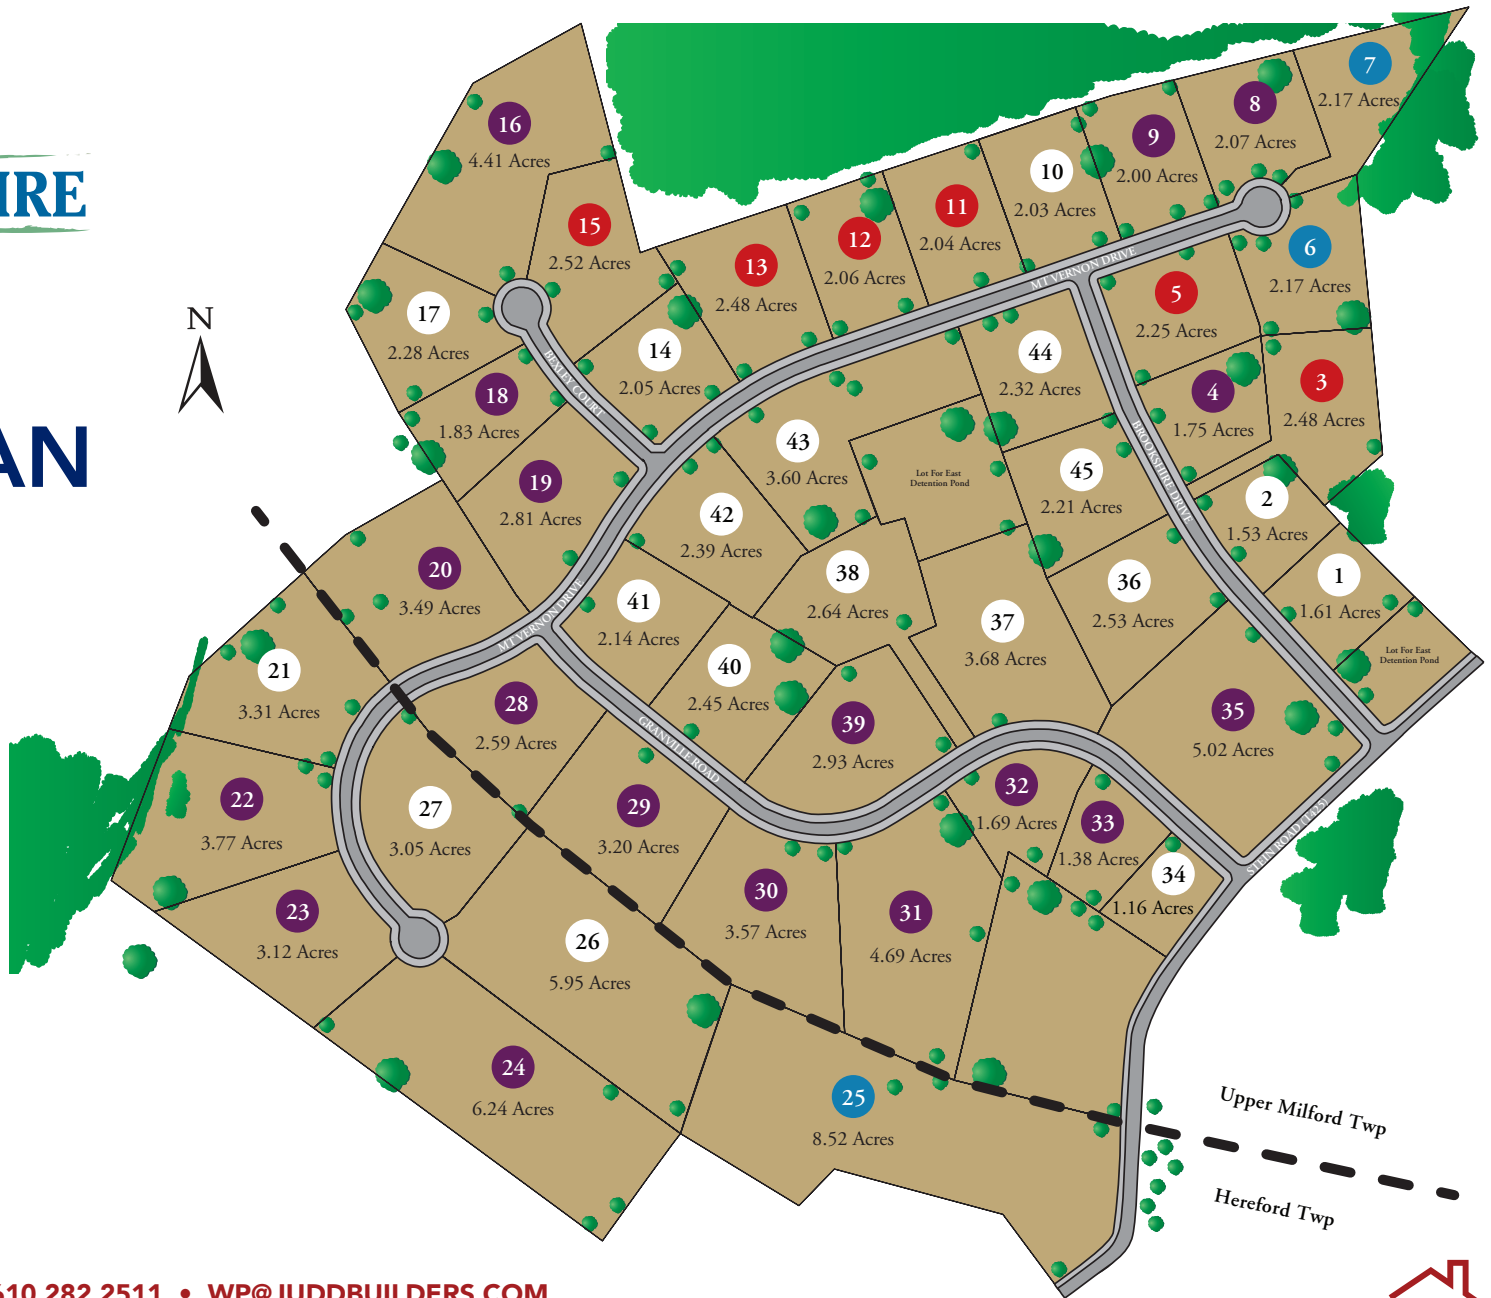 IRE
AN
N
16
4.41 Acres
15
2.52 Acres
17
2.28 Acres
18
1.83 Acres
14
2.05 Acres
13
2.48 Acres
12
2.06 Acres
11
2.04 Acres
10
2.03 Acres
9
2.00 Acres
8
2.07 Acres
7
2.17 Acres
6
2.17 Acres
5
2.25 Acres
4
1.75 Acres
3
2.48 Acres
2
1.53 Acres
1
1.61 Acres
Lot For East
Detention Pond
44
2.32 Acres
45
2.21 Acres
36
2.53 Acres
43
3.60 Acres
Lot For East
Detention Pond
42
2.39 Acres
38
2.64 Acres
37
3.68 Acres
41
2.14 Acres
40
2.45 Acres
39
2.93 Acres
35
5.02 Acres
19
2.81 Acres
20
3.49 Acres
21
3.31 Acres
22
3.77 Acres
23
3.12 Acres
27
3.05 Acres
28
2.59 Acres
29
3.20 Acres
30
3.57 Acres
31
4.69 Acres
32
1.69 Acres
33
1.38 Acres
34
1.16 Acres
26
5.95 Acres
24
6.24 Acres
25
8.52 Acres
BEXLEY COURT
MT VERNON DRIVE
MT VERNON DRIVE
BROOKSHIRE DRIVE
GRANVILLE ROAD
STEIN ROAD (T425)
Upper Milford Twp
Hereford Twp
610.282.2511 • WP@JUDDBUILDERS.COM